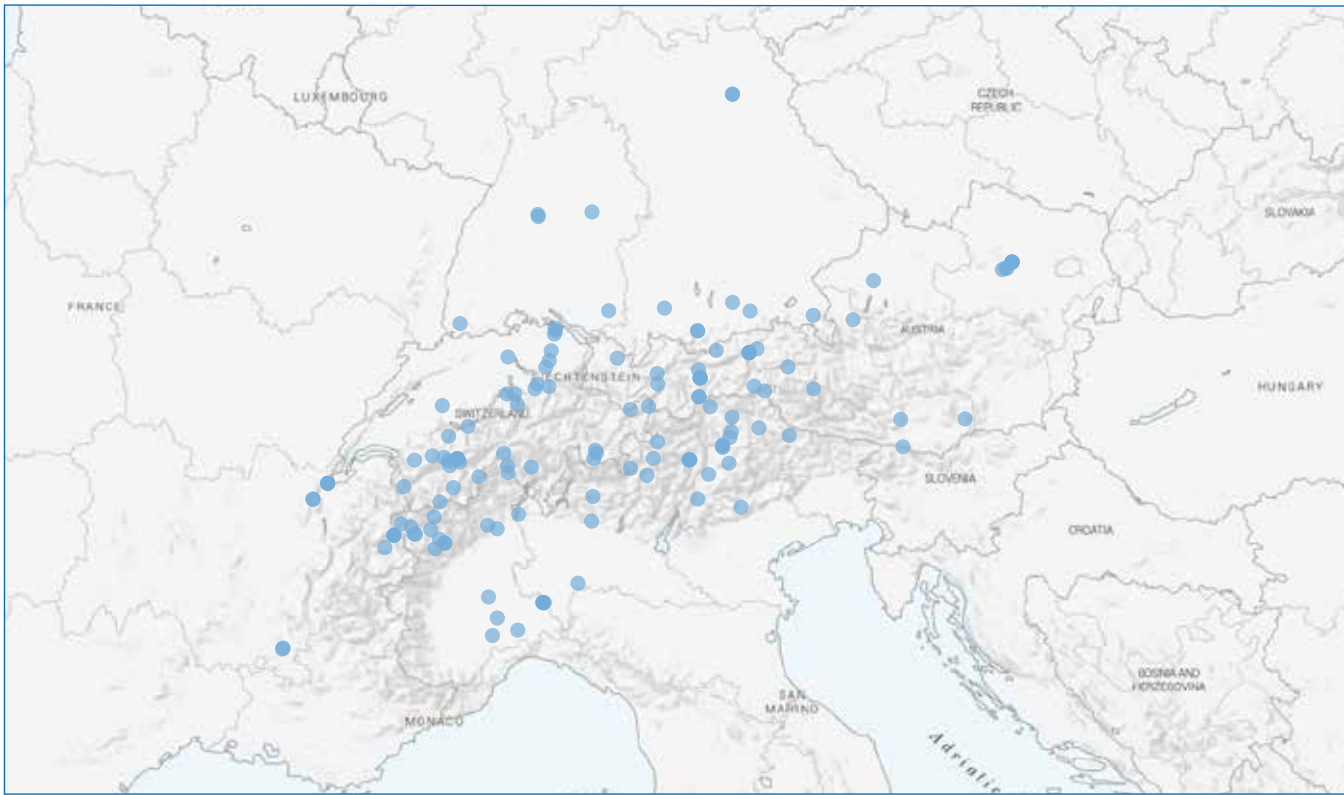 LUXEMBOURG
CZECH
REPUBLIC
SLOVAKIA
FRANCE
AUSTRIA
LIECHTENSTEIN
HUNGARY
SWITZERLAND
SLOVENIA
CROATIA
BOSNIA AND
HERZEGOVINA
SAN
MARINO
MONACO
Adriatic